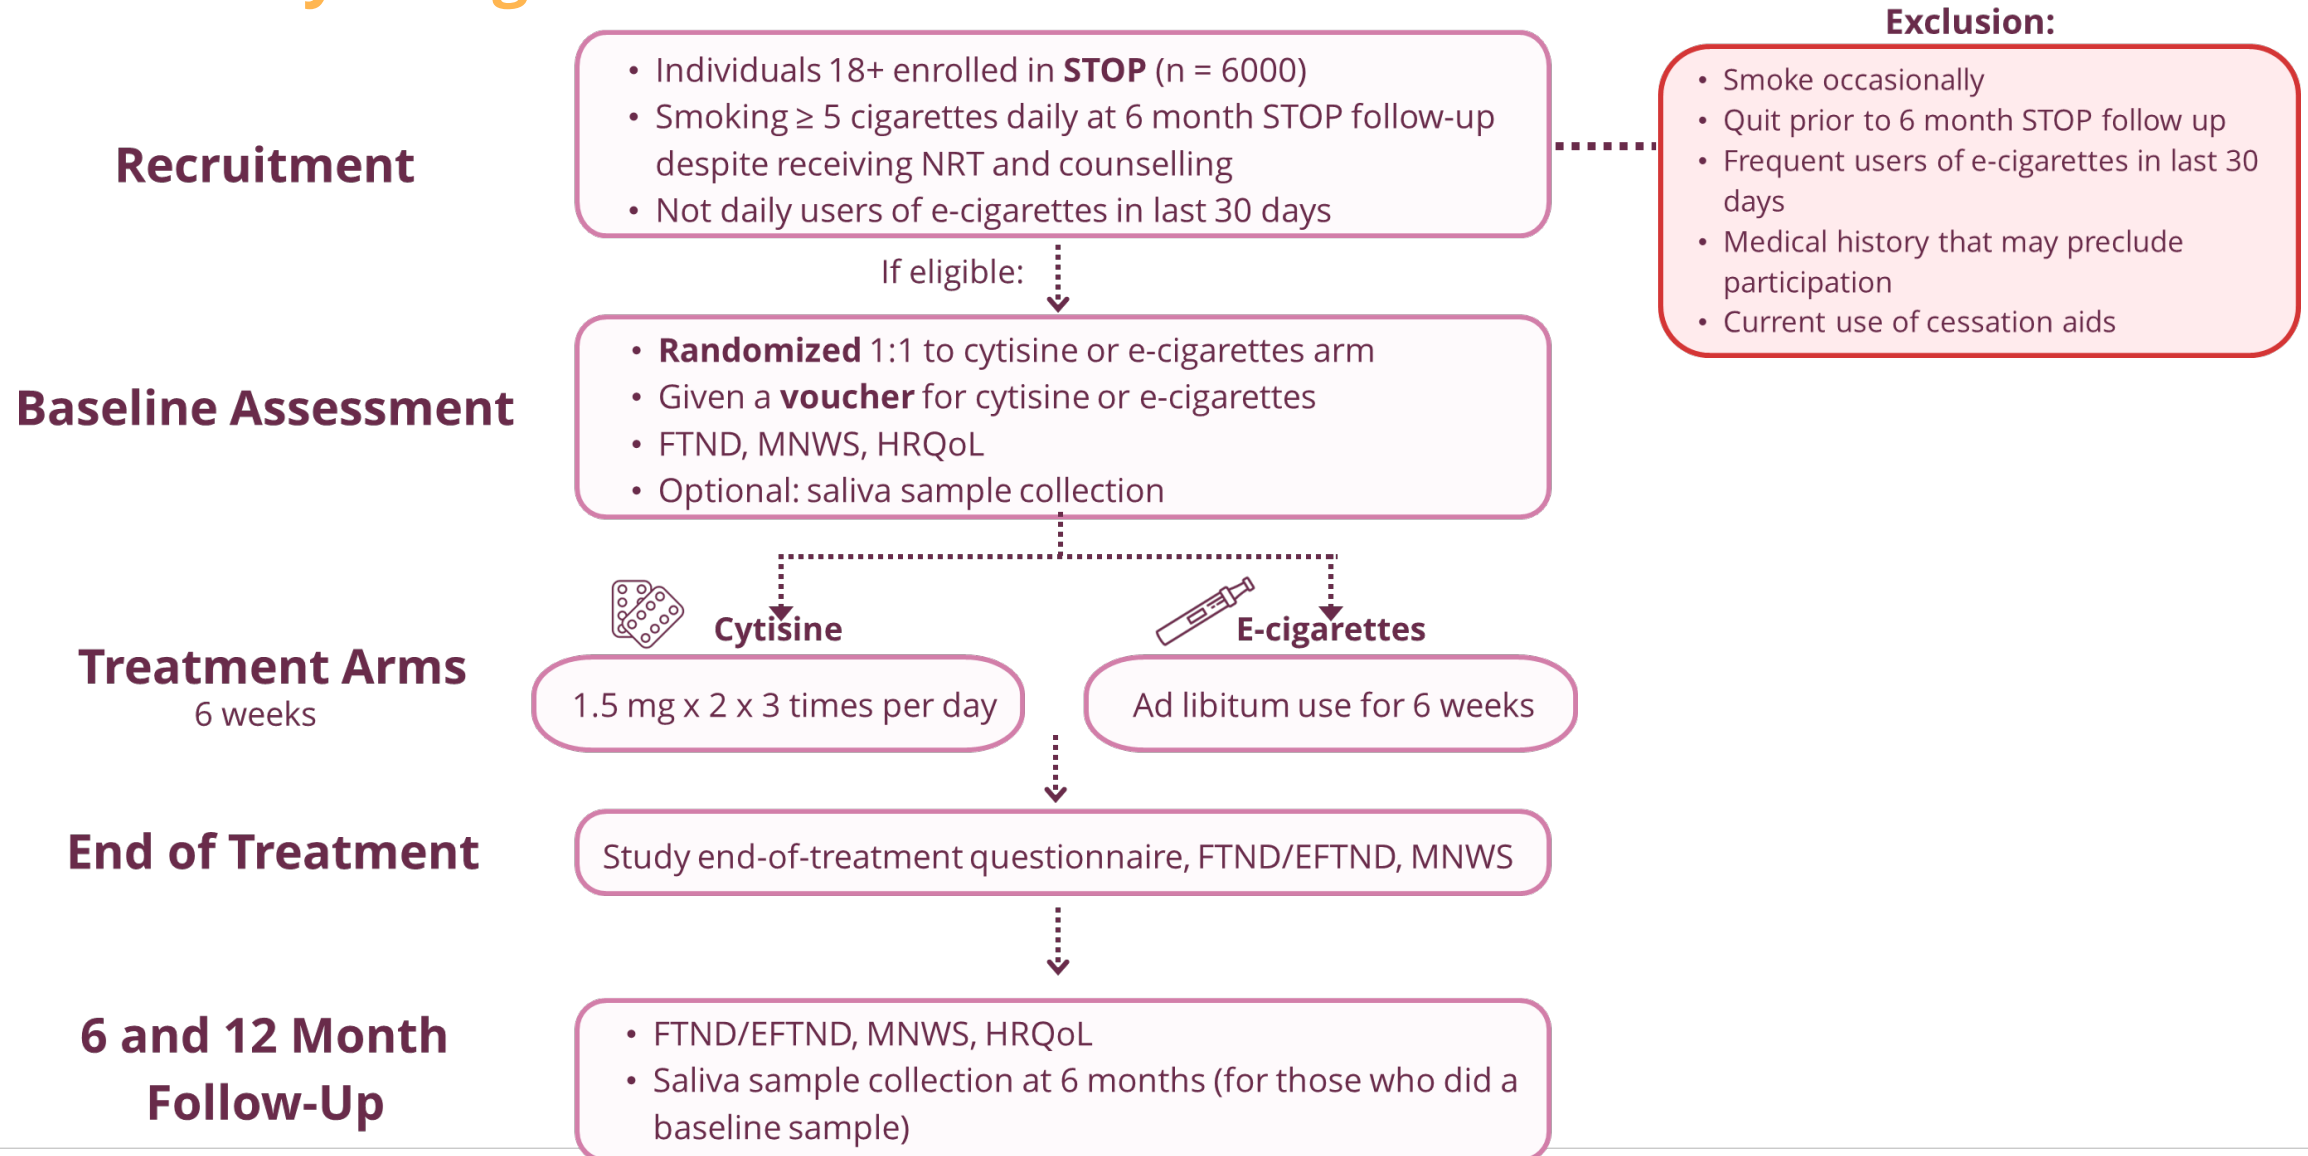 Exclusion:
• Individuals 18+ enrolled in STOP (n = 6000)
• Smoking ≥ 5 cigarettes daily at 6 month STOP follow-up
despite receiving NRT and counselling
• Not daily users of e-cigarettes in last 30 days
Recruitment
• Smoke occasionally
• Quit prior to 6 month STOP follow up
• Frequent users of e-cigarettes in last 30
days
• Medical history that may preclude
participation
• Current use of cessation aids
If eligible:
Baseline Assessment
• Randomized 1:1 to cytisine or e-cigarettes arm
• Given a voucher for cytisine or e-cigarettes
• FTND, MNWS, HRQoL
• Optional: saliva sample collection
Treatment Arms
6 weeks
Cytisine
1.5 mg x 2 x 3 times per day
E-cigarettes
Ad libitum use for 6 weeks
End of Treatment
Study end-of-treatment questionnaire, FTND/EFTND, MNWS
6 and 12 Month
Follow-Up
• FTND/EFTND, MNWS, HRQoL
• Saliva sample collection at 6 months (for those who did a
baseline sample)